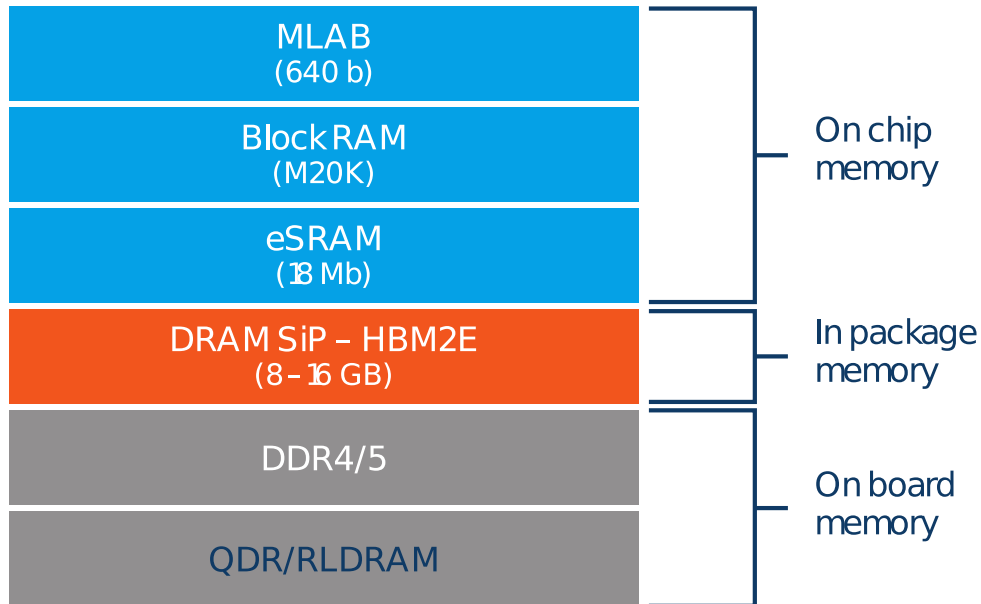 MLAB
(640 b)
Block RAM
(M20K)
eSRAM
(18 Mb)
DRAM SiP – HBM2E
(8 – 16 GB)
DDR4/5
QDR/RLDRAM
On chip
memory
In package
memory
On board
memory